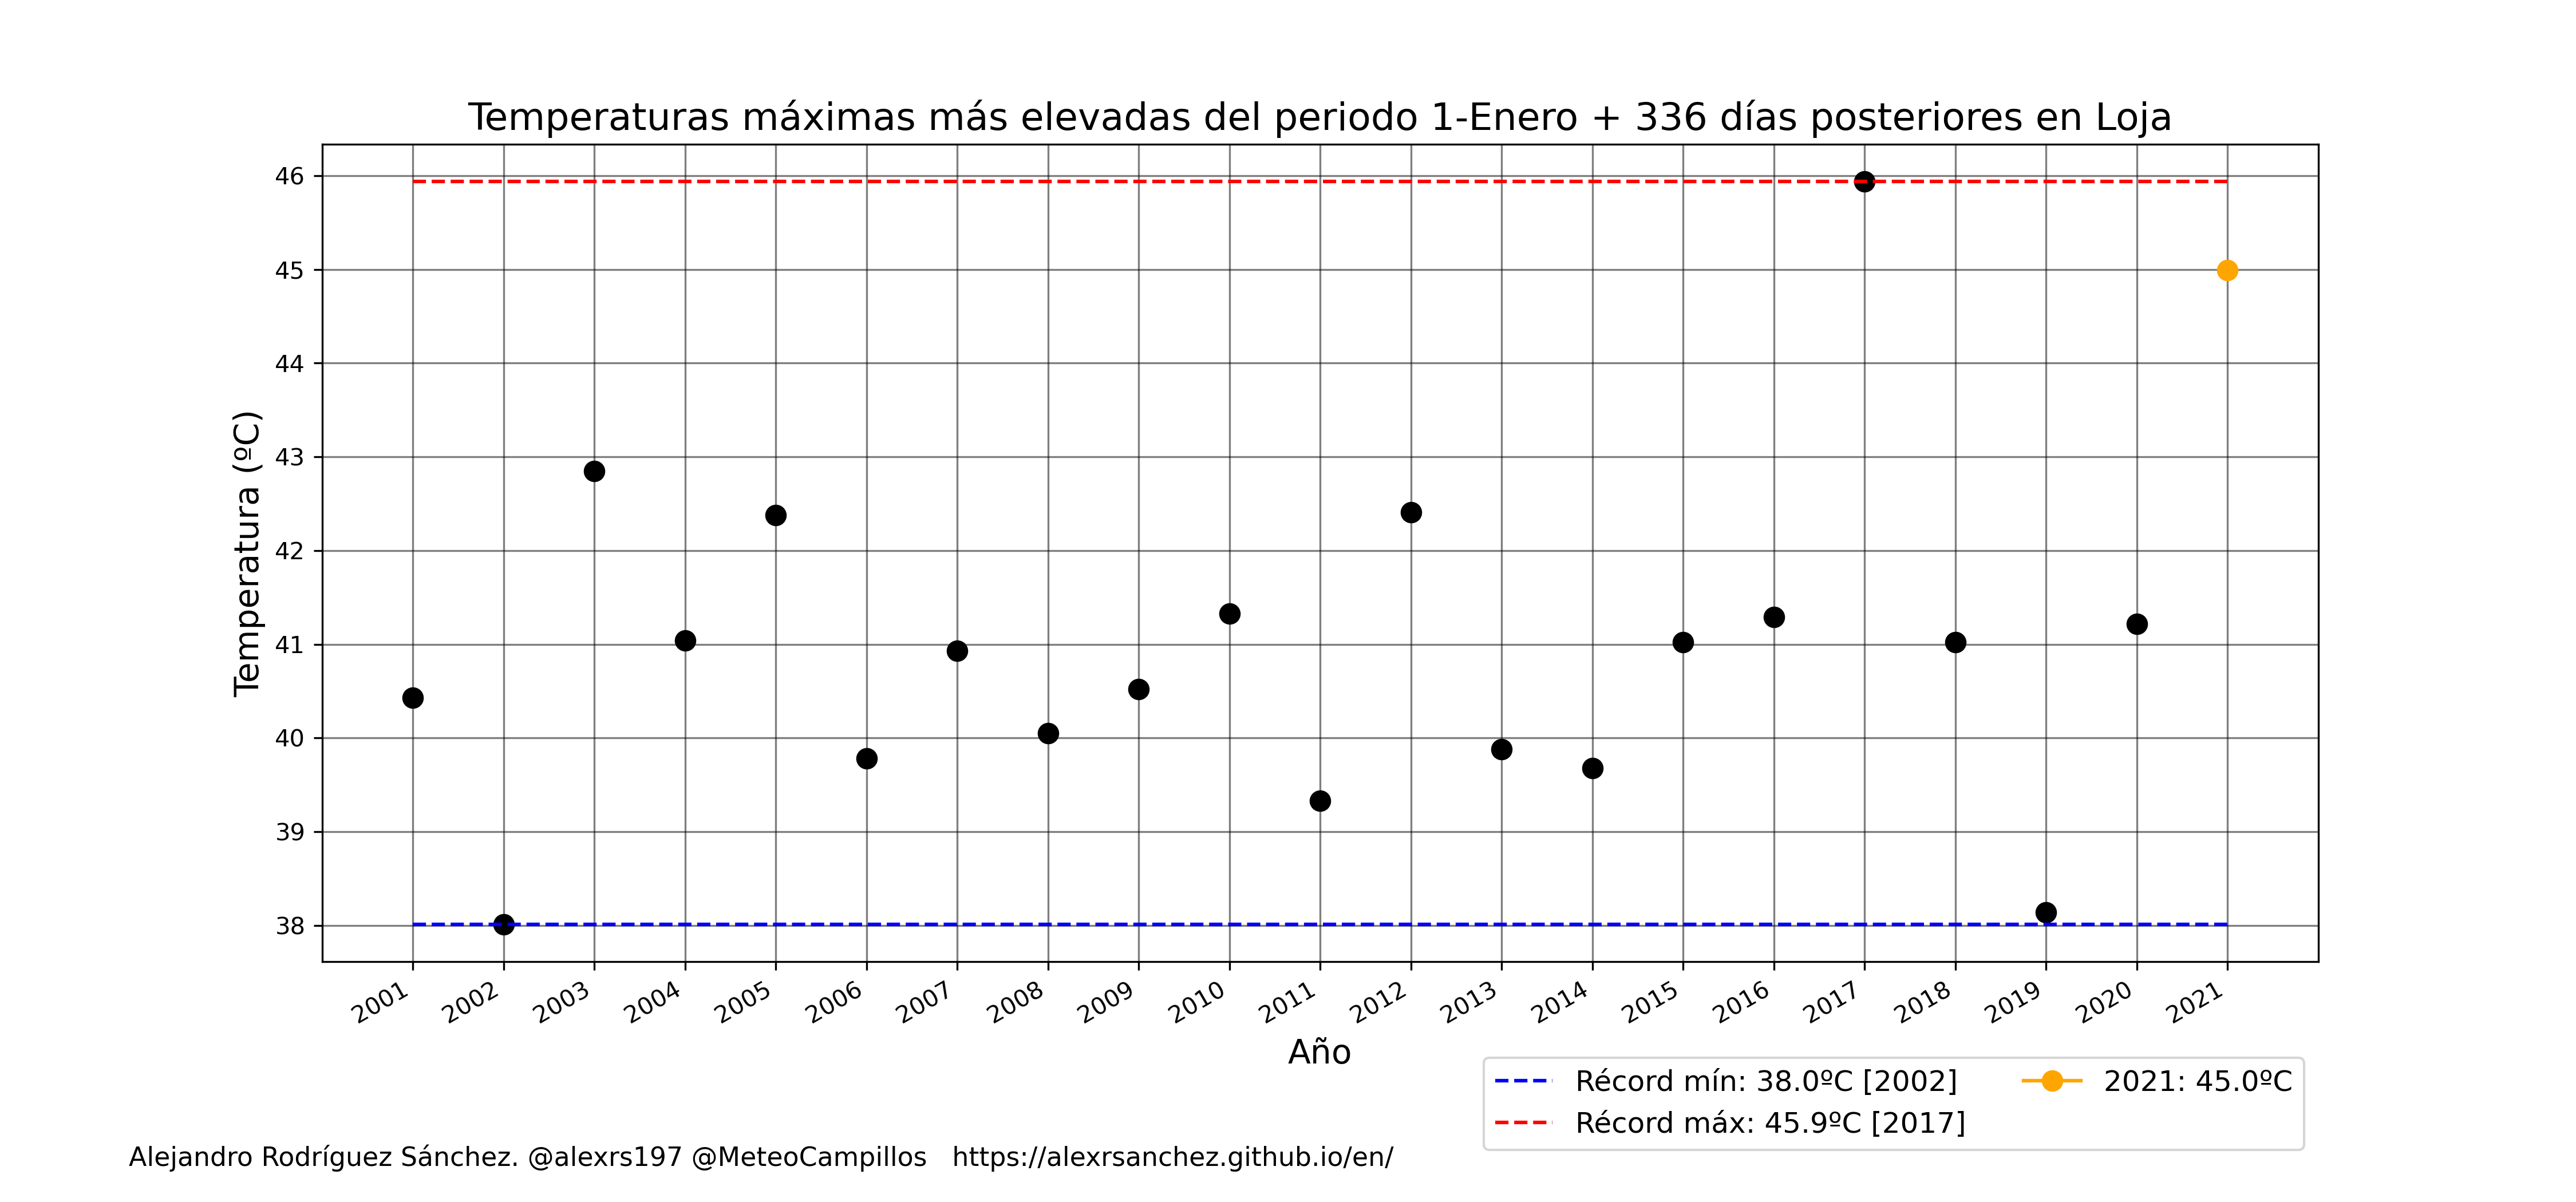 Temperaturas máximas más elevadas del periodo 1-Enero + 336 días posteriores en Loja
46
45
44
43
42
41
40
39
38
Temperatura (ºC)
2001 2002 2003 2004 2005 2006 2007 2008 2009 2010 2011 2012 2013 2014 2015 2016 2017 2018 2019 2020 2021
Año
Récord mín: 38.0ºC [2002]
Récord máx: 45.9ºC [2017]
2021: 45.0ºC
Alejandro Rodríguez Sánchez. @alexrs197 @MeteoCampillos https://alexrsanchez.github.io/en/